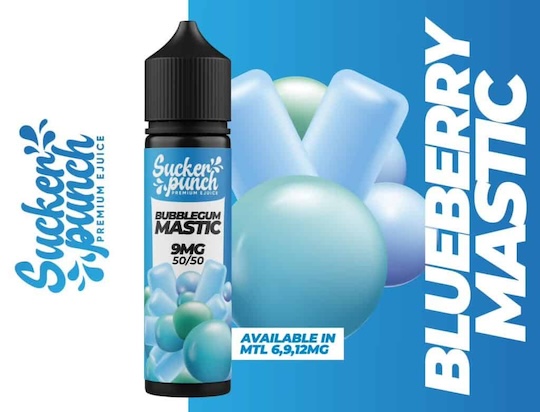 Sucker
punch
PREMIUM EJUICE
Sucker
punch
PREMIUM EJUICE
BUBBLEGUM
MASTIC
9MG
50/50
AVAILABLE IN
MTL 6,9,12MG
BLUEBERRY
MASTIC